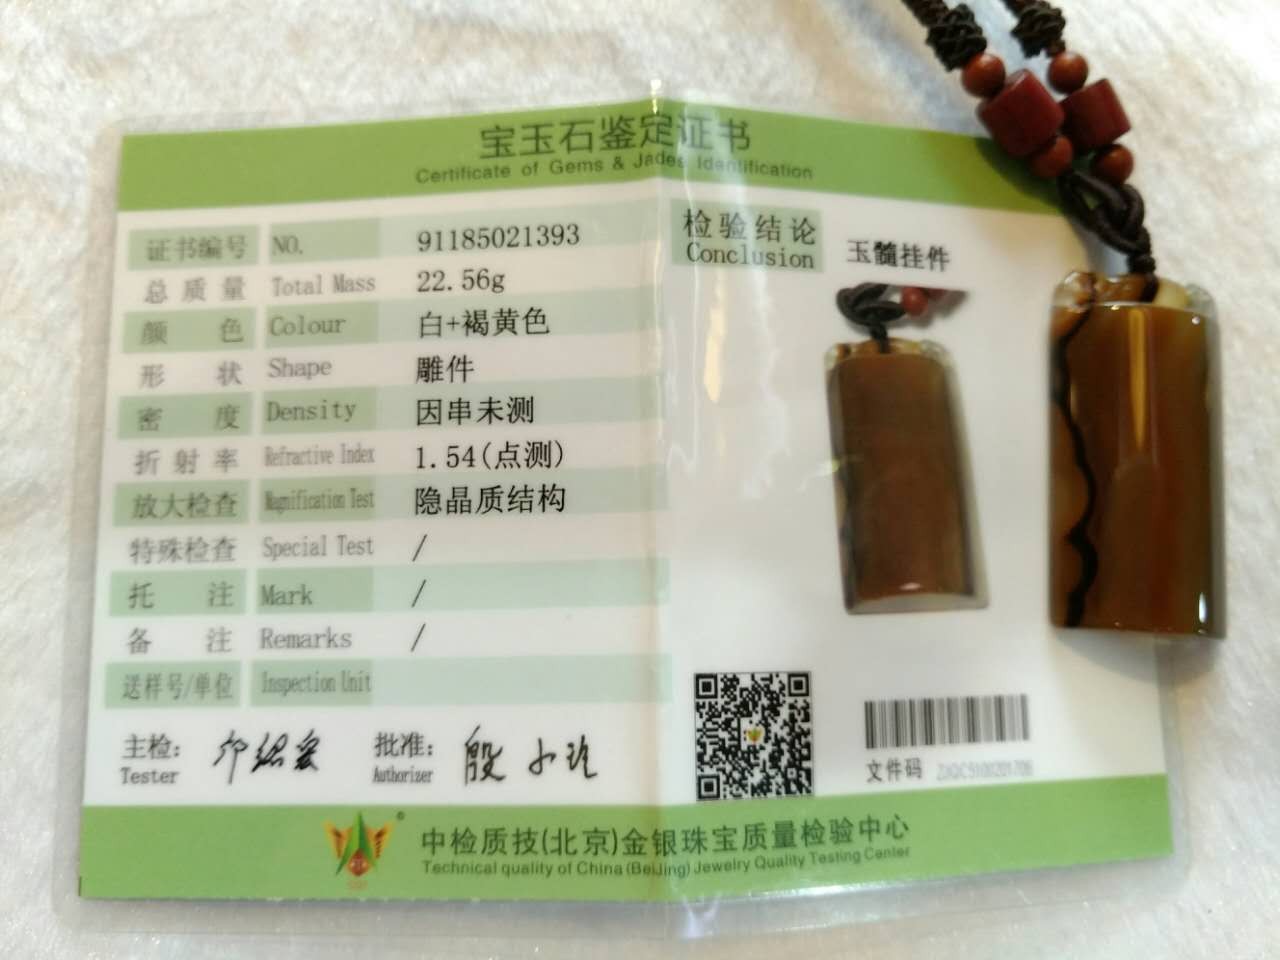 宝玉石鉴定证书
Certificate of Gems & Jades Identification
证书编号 NO. 91185021393
总质量 Total Mass 22.56g
颜色 Colour 白+褐黄色
形状 Shape 雕件
密度 Density 因串未测
折射率 Refractive Index 1.54(点测)
放大检查 Magnification Test 隐晶质结构
特殊检查 Special Test /
托注 Mark /
备注 Remarks /
送样号/单位 Inspection Unit
主检:
Tester
批准: 殷小玲
Authorizer
检验结论 玉髓挂件
Conclusion
文件码
中检质技(北京)金银珠宝质量检验中心
Technical quality of China (BeiJing) Jewelry Quality Testing Center